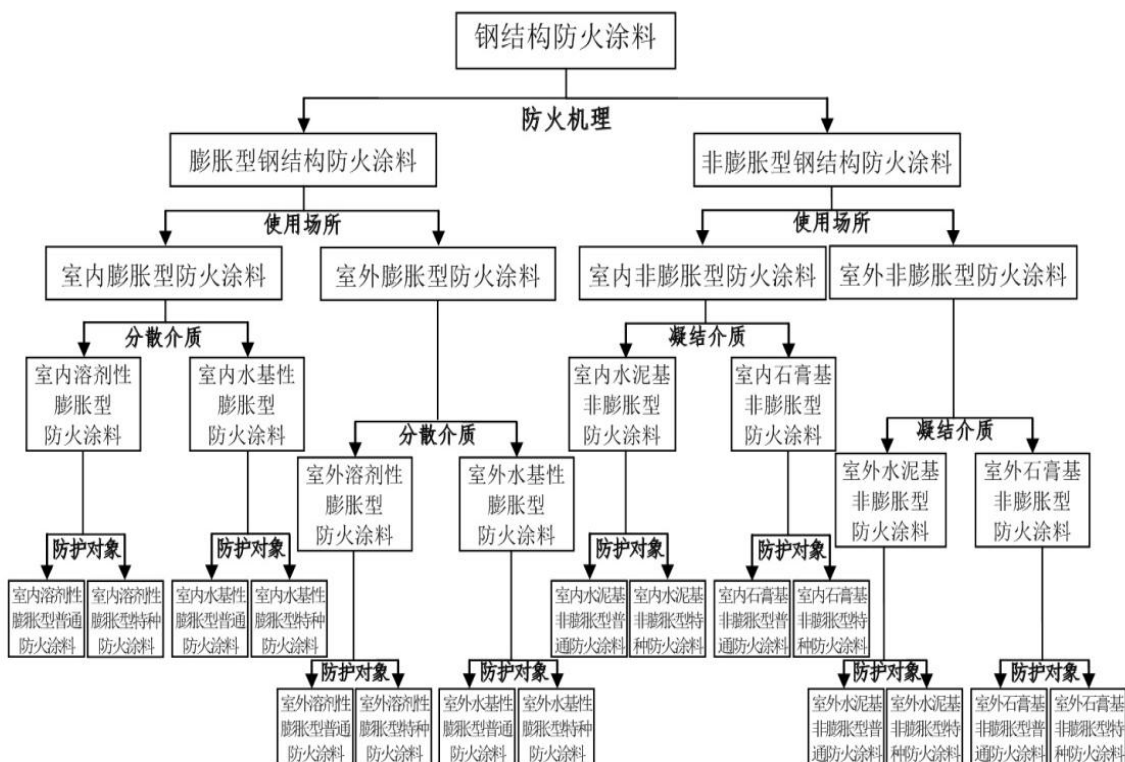 钢结构防火涂料
防火机理
膨胀型钢结构防火涂料
非膨胀型钢结构防火涂料
使用场所
使用场所
室内膨胀型防火涂料
室外膨胀型防火涂料
室内非膨胀型防火涂料
室外非膨胀型防火涂料
分散介质
凝结介质
室内溶剂性
膨胀型
防火涂料
室内水基性
膨胀型
防火涂料
室内水泥基
非膨胀型
防火涂料
室内石膏基
非膨胀型
防火涂料
分散介质
凝结介质
室外溶剂性
膨胀型
防火涂料
室外水基性
膨胀型
防火涂料
室外水泥基
非膨胀型
防火涂料
室外石膏基
非膨胀型
防火涂料
防护对象
防护对象
防护对象
防护对象
室内溶剂性
膨胀型普通
防火涂料
室内溶剂性
膨胀型特种
防火涂料
室内水基性
膨胀型普通
防火涂料
室内水基性
膨胀型特种
防火涂料
室内水泥基
非膨胀型普
通防火涂料
室内水泥基
非膨胀型特
种防火涂料
室内石膏基
非膨胀型普
通防火涂料
室内石膏基
非膨胀型特
种防火涂料
防护对象
防护对象
防护对象
防护对象
室外溶剂性
膨胀型普通
防火涂料
室外溶剂性
膨胀型特种
防火涂料
室外水基性
膨胀型普通
防火涂料
室外水基性
膨胀型特种
防火涂料
室外水泥基
非膨胀型普
通防火涂料
室外水泥基
非膨胀型特
种防火涂料
室外石膏基
非膨胀型普
通防火涂料
室外石膏基
非膨胀型特
种防火涂料